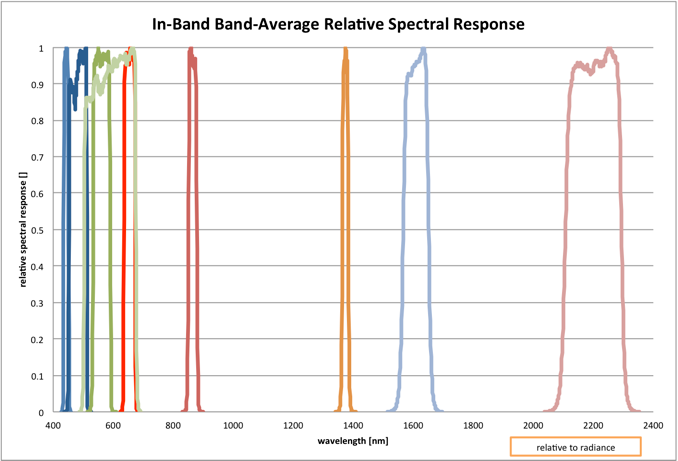 In-Band Band-Average Relative Spectral Response
relative spectral response []
1
0.9
0.8
0.7
0.6
0.5
0.4
0.3
0.2
0.1
0
400 600 800 1000 1200 1400 1600 1800 2000 2200 2400
wavelength [nm]
relative to radiance